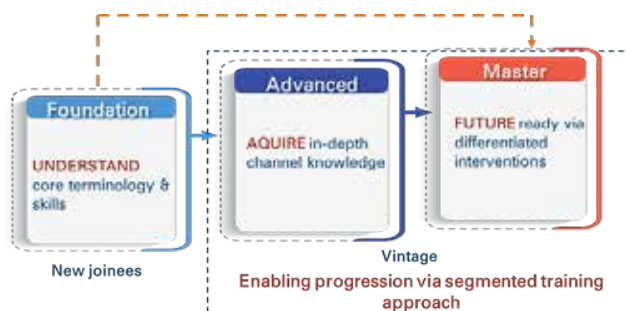 Foundation
UNDERSTAND
core terminology &
skills
New joinees
Advanced
AQUIRE in-depth
channel knowledge
Master
FUTURE ready via
differentiated
interventions
Vintage
Enabling progression via segmented training
approach